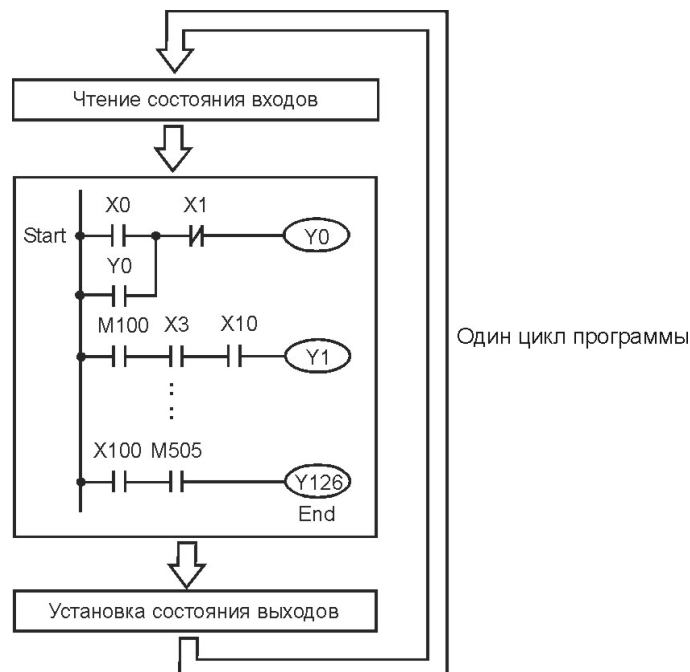 Чтение состояния входов
X0 X1
Start Y0
Y0
M100 X3 X10
Y1
Один цикл программы
X100 M505
Y126
End
Установка состояния выходов